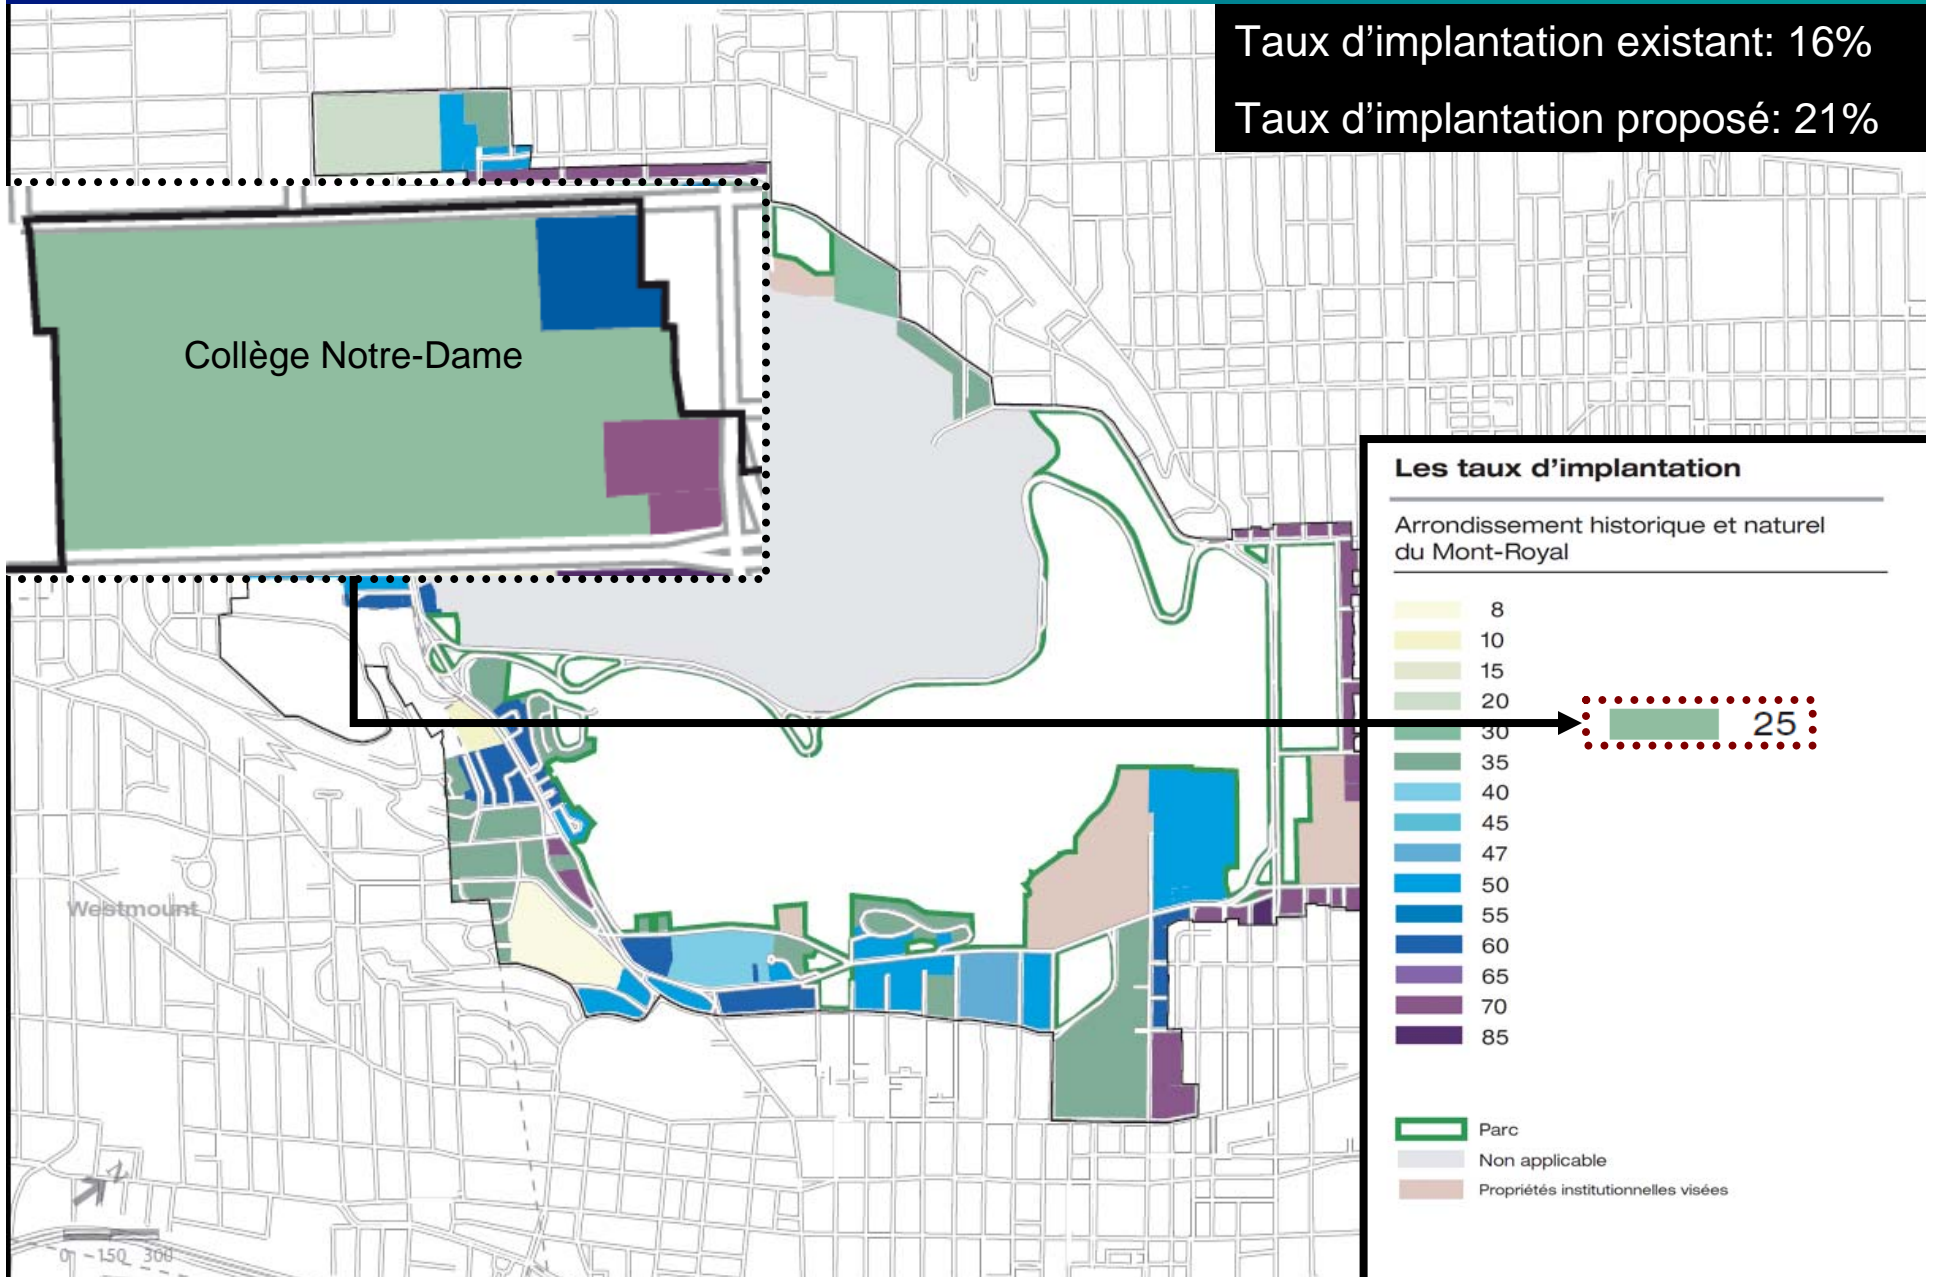 Taux d'implantation existant: 16%
Taux d'implantation proposé: 21%
Collège Notre-Dame
Les taux d'implantation
Arrondissement historique et naturel
du Mont-Royal
8
10
15
20
25
30
35
40
45
47
50
55
60
65
70
85
Parc
Non applicable
Propriétés institutionnelles visées
Westmount
N
0 150 300